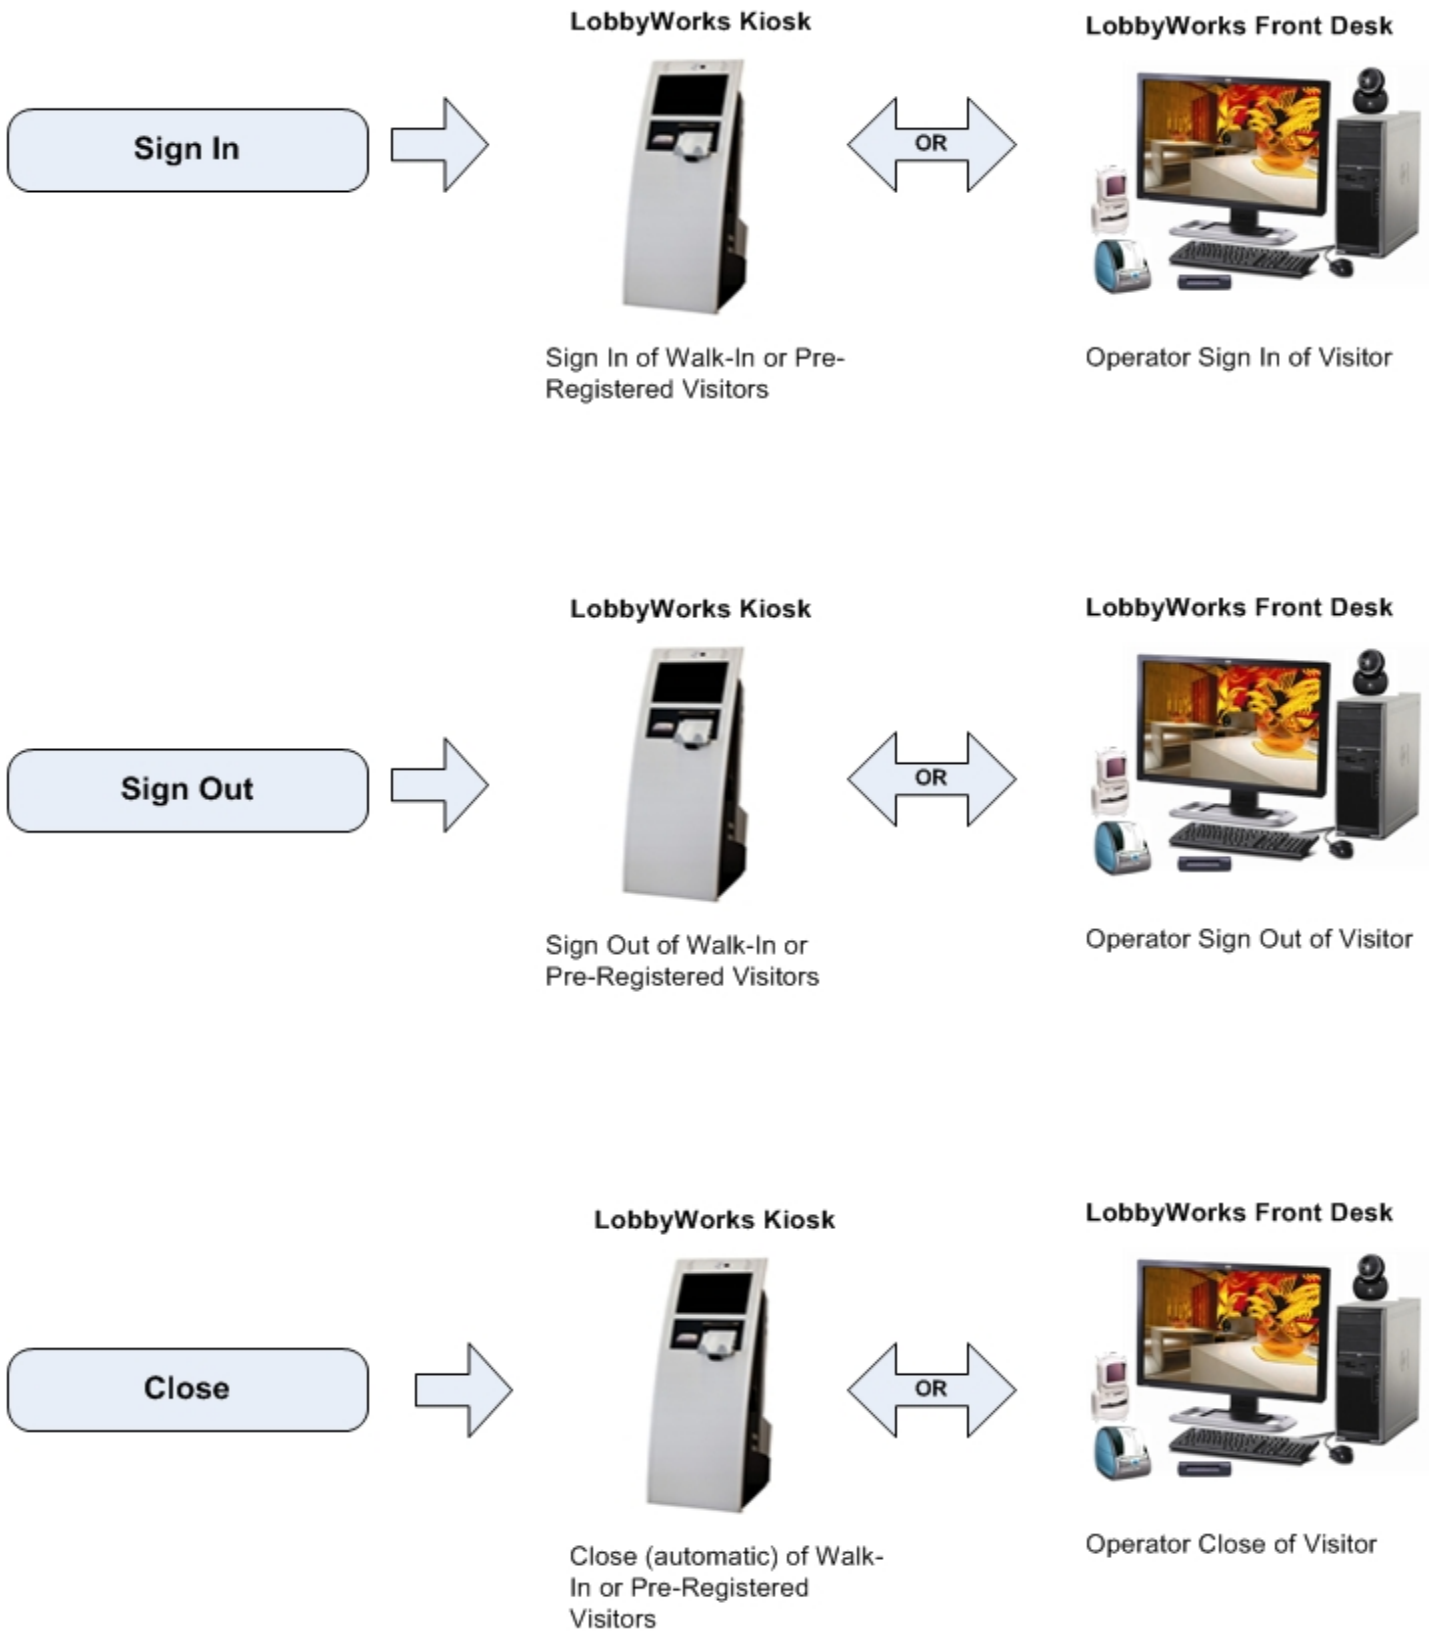 LobbyWorks Kiosk
LobbyWorks Front Desk
Sign In
OR
Sign In of Walk-In or Pre-
Registered Visitors
Operator Sign In of Visitor
LobbyWorks Kiosk
LobbyWorks Front Desk
Sign Out
OR
Sign Out of Walk-In or
Pre-Registered Visitors
Operator Sign Out of Visitor
LobbyWorks Kiosk
LobbyWorks Front Desk
Close
OR
Close (automatic) of Walk-
In or Pre-Registered
Visitors
Operator Close of Visitor